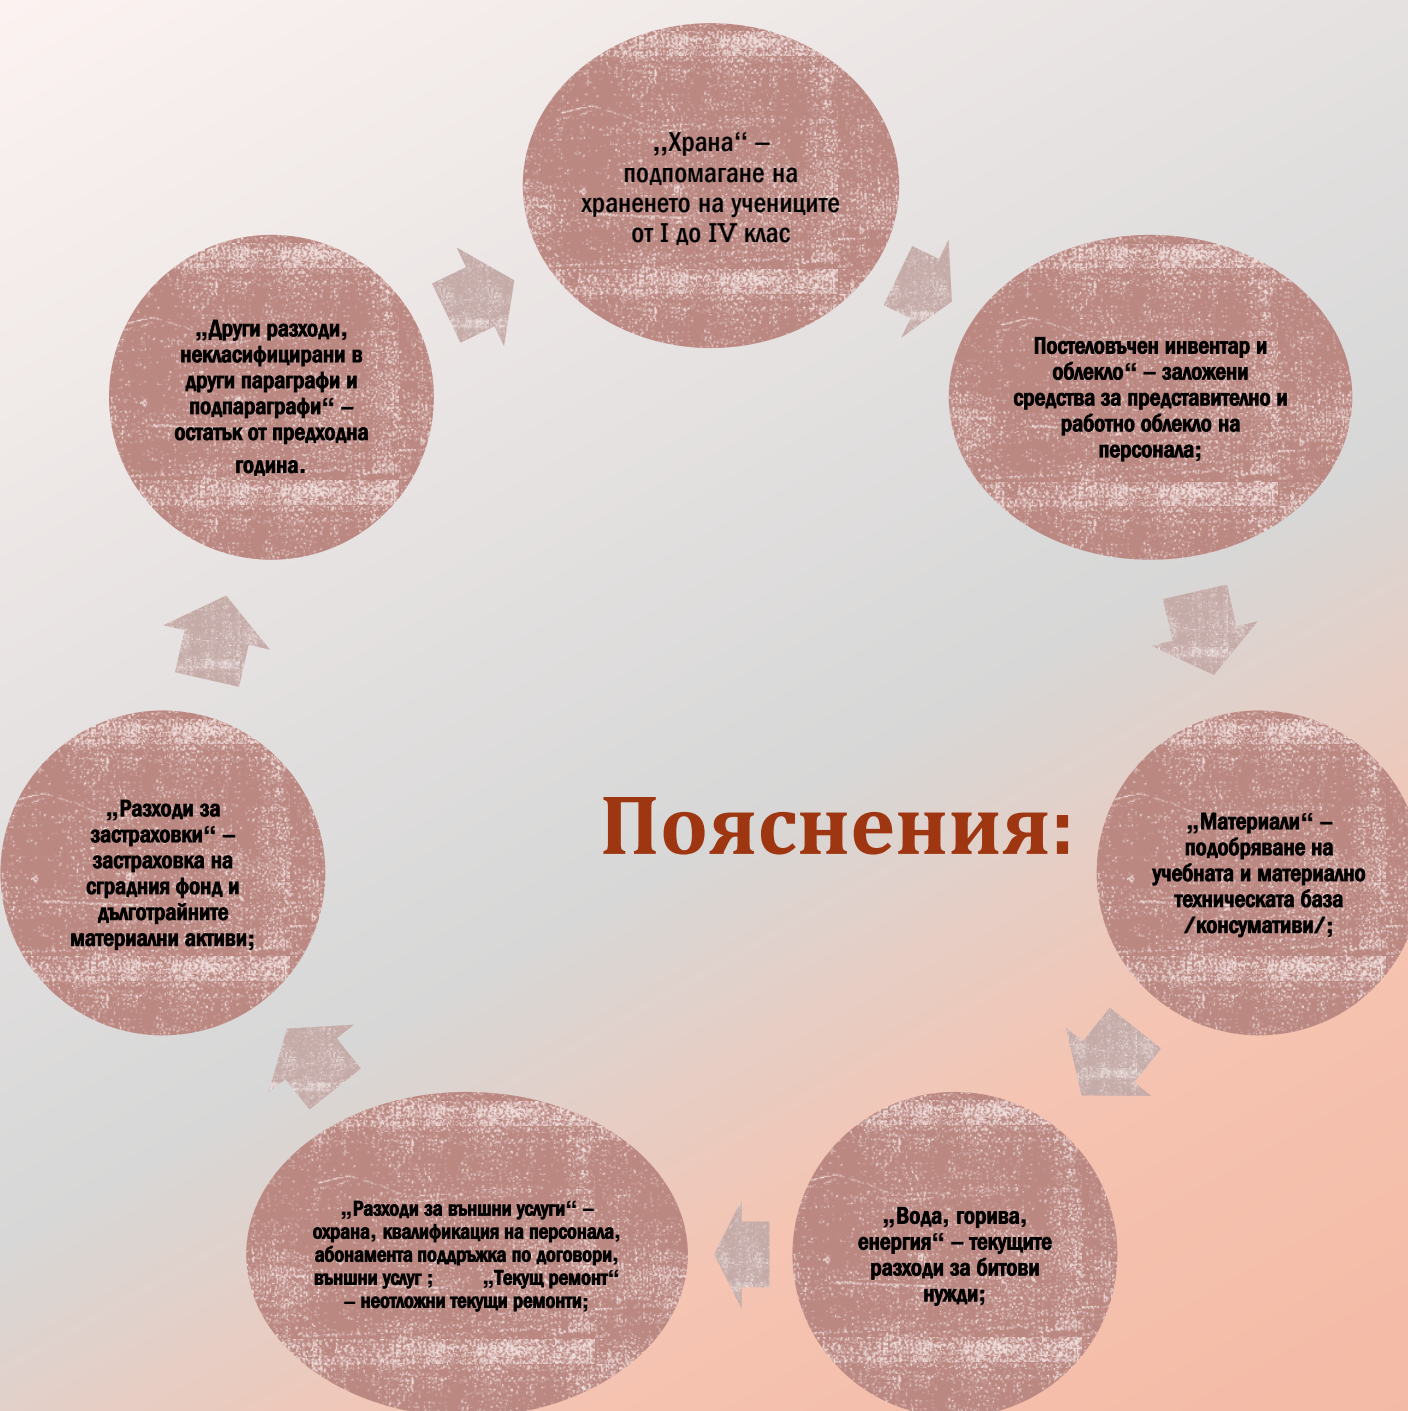 „Храна“ –
подпомагане на
храненето на учениците
от I до IV клас
Постеловъчен инвентар и
облекло“ – заложени
средства за представително и
работно облекло на
персонала;
„Материали“ –
подобряване на
учебната и материално
техническата база
/консумативи/;
„Вода, горива,
енергия“ – текущите
разходи за битови
нужди;
„Разходи за външни услуги“ –
охрана, квалификация на персонала,
абонамента поддръжка по договори,
външни услуг ; „Текущ ремонт“
– неотложни текущи ремонти;
„Разходи за
застраховки“ –
застраховка на
сградния фонд и
дълготрайните
материални активи;
„Други разходи,
некласифицирани в
други параграфи и
подпараграфи“ –
остатък от предходна
година.
Пояснения: